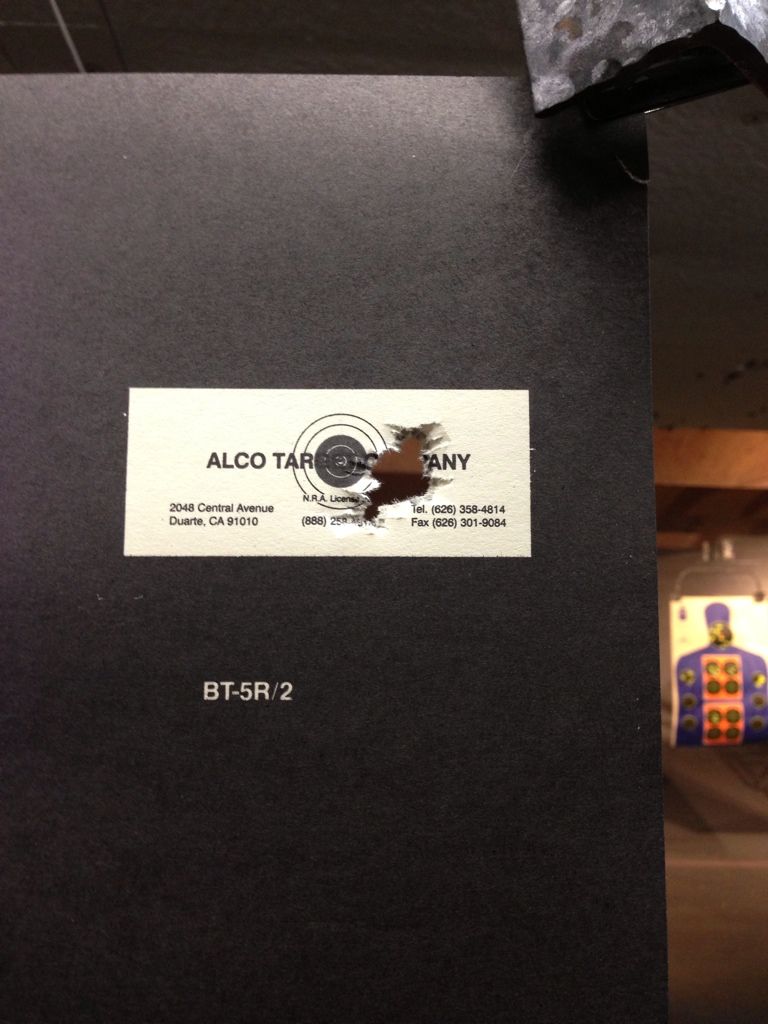 ALCO TAR ANY
N.R.A. License
2048 Central Avenue
Duarte, CA 91010
(888)
Tel. (626) 358-4814
Fax (626) 301-9084
BT-5R/2